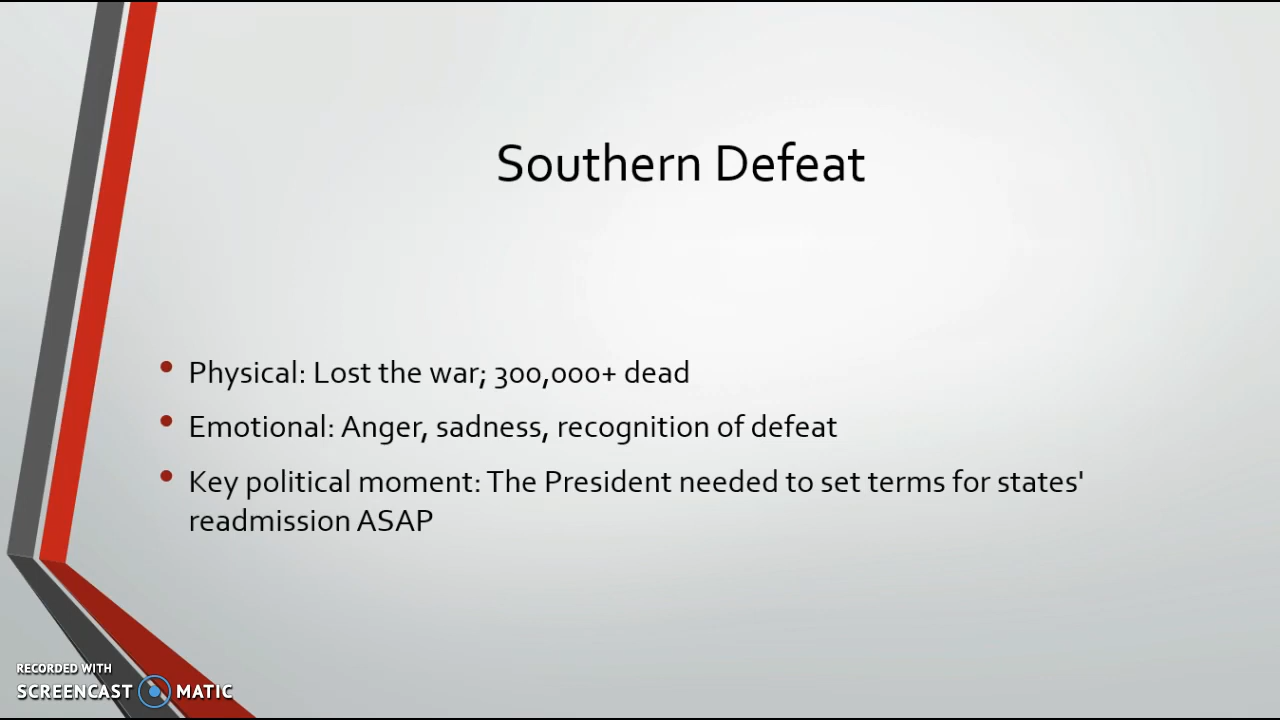 Southern Defeat
• Physical: Lost the war; 300,000+ dead
• Emotional: Anger, sadness, recognition of defeat
• Key political moment: The President needed to set terms for states'
readmission ASAP
RECORDED WITH
SCREENCAST MATIC